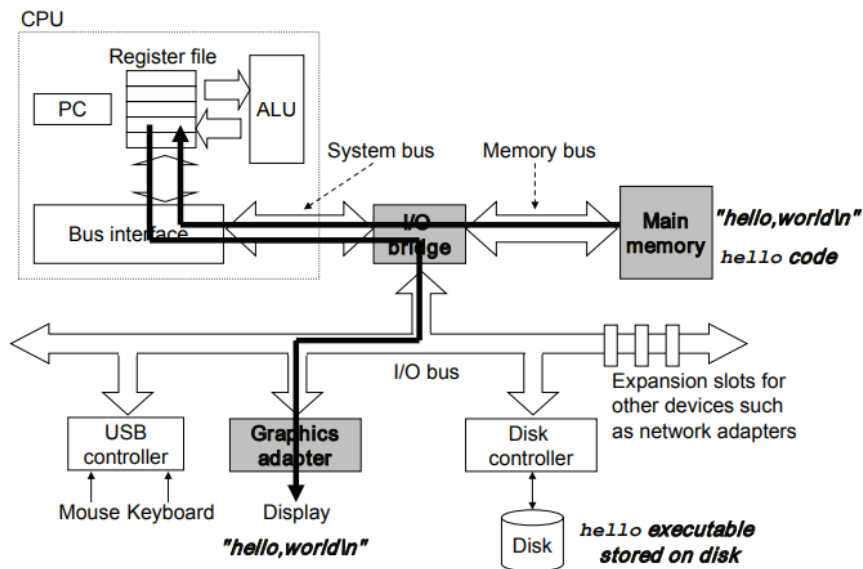 CPU
Register file
PC
ALU
System bus
Memory bus
Bus interface
I/O
bridge
Main
memory
"hello,world\n"
hello code
I/O bus
Expansion slots for
other devices such
as network adapters
USB
controller
Graphics
adapter
Disk
controller
Mouse Keyboard
Display
"hello,world\n"
Disk
hello executable
stored on disk